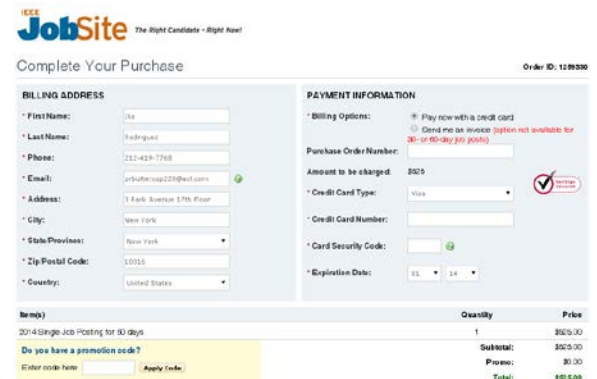 IEEE
JobSite The Right Candidate - Right Now!
Complete Your Purchase
Order ID: 1289330
BILLING ADDRESS
* First Name:
* Last Name: Rodriguez
* Phone: 212-419-7768
* Email:
* Address: 3 Park Avenue 17th Floor
* City: New York
* State/Province: New York
* Zip/Postal Code: 10016
* Country: United States
PAYMENT INFORMATION
* Billing Options: Pay now with a credit card
Send me an invoice (option not available for
30- or 60-day job posts)
Purchase Order Number:
Amount to be charged: $525
* Credit Card Type: Visa
* Credit Card Number:
* Card Security Code:
* Expiration Date: 01 14
Item(s) Quantity Price
2014 Single Job Posting for 60 days 1 $525.00
Do you have a promotion code?
Enter code here Apply Code
Subtotal: $525.00
Promo: $0.00
Total: $525.00